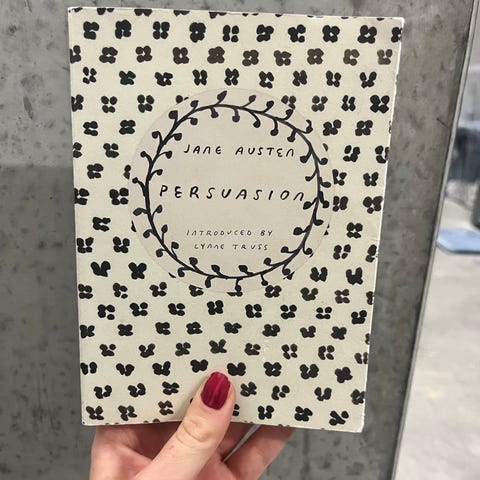 JANE AUSTEN
PERSUASION
INTRODUCED BY
LYNNE TRUSS